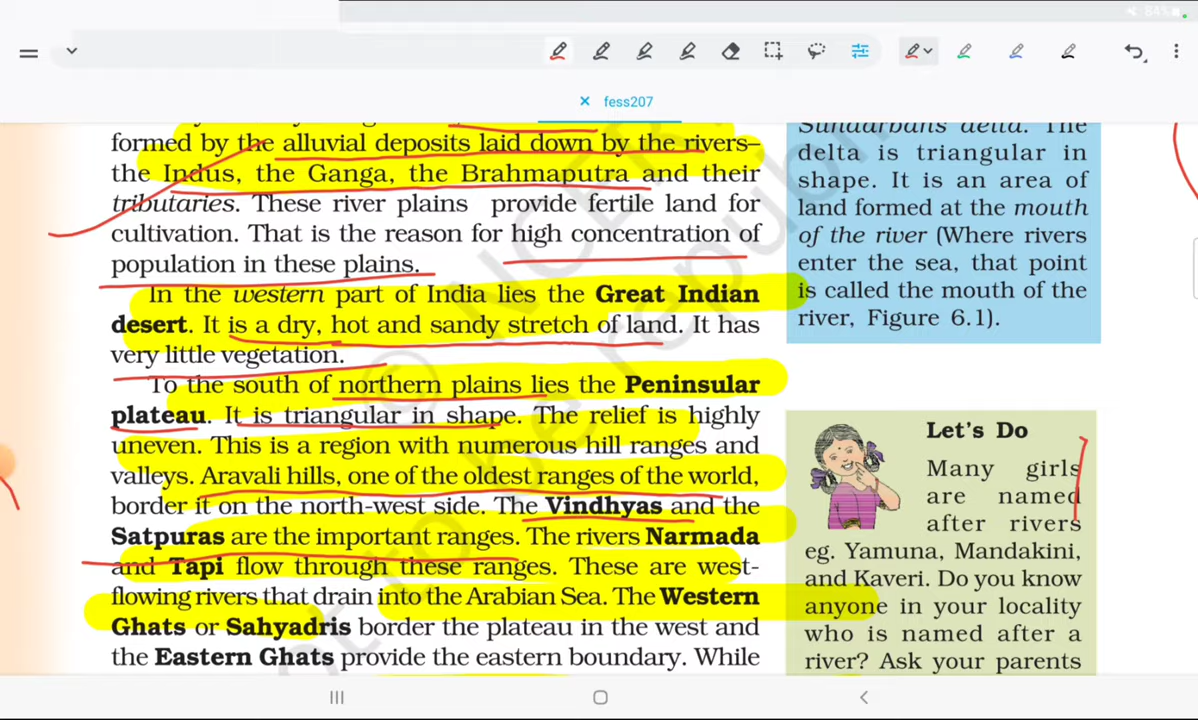 84%
fess207
formed by the alluvial deposits laid down by the rivers–
the Indus, the Ganga, the Brahmaputra and their
tributaries. These river plains provide fertile land for
cultivation. That is the reason for high concentration of
population in these plains.
In the western part of India lies the Great Indian
desert. It is a dry, hot and sandy stretch of land. It has
very little vegetation.
To the south of northern plains lies the Peninsular
plateau. It is triangular in shape. The relief is highly
uneven. This is a region with numerous hill ranges and
valleys. Aravali hills, one of the oldest ranges of the world,
border it on the north-west side. The Vindhyas and the
Satpuras are the important ranges. The rivers Narmada
and Tapi flow through these ranges. These are west-
flowing rivers that drain into the Arabian Sea. The Western
Ghats or Sahyadris border the plateau in the west and
the Eastern Ghats provide the eastern boundary. While
Sundarbans delta. The
delta is triangular in
shape. It is an area of
land formed at the mouth
of the river (Where rivers
enter the sea, that point
is called the mouth of the
river, Figure 6.1).
Let's Do
Many girls
are named
after rivers
eg. Yamuna, Mandakini,
and Kaveri. Do you know
anyone in your locality
who is named after a
river? Ask your parents